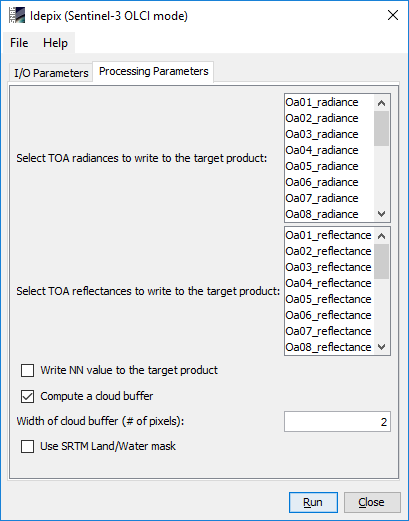 Idepix (Sentinel-3 OLCI mode)
File Help
I/O Parameters Processing Parameters
Select TOA radiances to write to the target product:
Oa01_radiance
Oa02_radiance
Oa03_radiance
Oa04_radiance
Oa05_radiance
Oa06_radiance
Oa07_radiance
Oa08_radiance
Select TOA reflectances to write to the target product:
Oa01_reflectance
Oa02_reflectance
Oa03_reflectance
Oa04_reflectance
Oa05_reflectance
Oa06_reflectance
Oa07_reflectance
Oa08_reflectance
Write NN value to the target product
Compute a cloud buffer
Width of cloud buffer (# of pixels): 2
Use SRTM Land/Water mask
Run Close